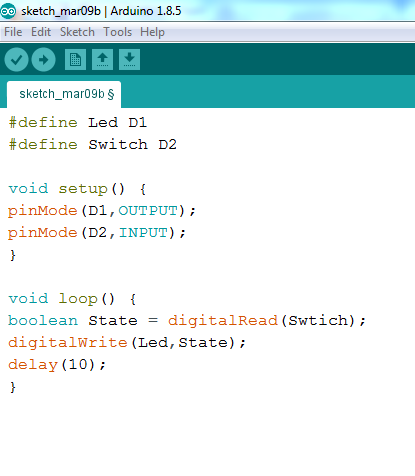 sketch_mar09b | Arduino 1.8.5
File Edit Sketch Tools Help
sketch_mar09b §
#define Led D1
#define Switch D2
void setup() {
pinMode(D1,OUTPUT);
pinMode(D2,INPUT);
}
void loop() {
boolean State = digitalRead(Swtich);
digitalWrite(Led,State);
delay(10);
}